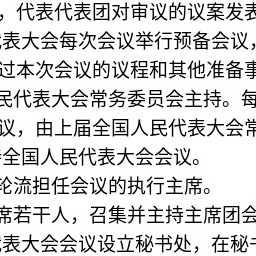 ，代表代表团对审议的议案发表
代表大会每次会议举行预备会议，
过本次会议的议程和其他准备事
民代表大会常务委员会主持。每
议，由上届全国人民代表大会常
全国人民代表大会会议。
轮流担任会议的执行主席。
席若干人，召集并主持主席团会
代表大会会议设立秘书处，在秘书